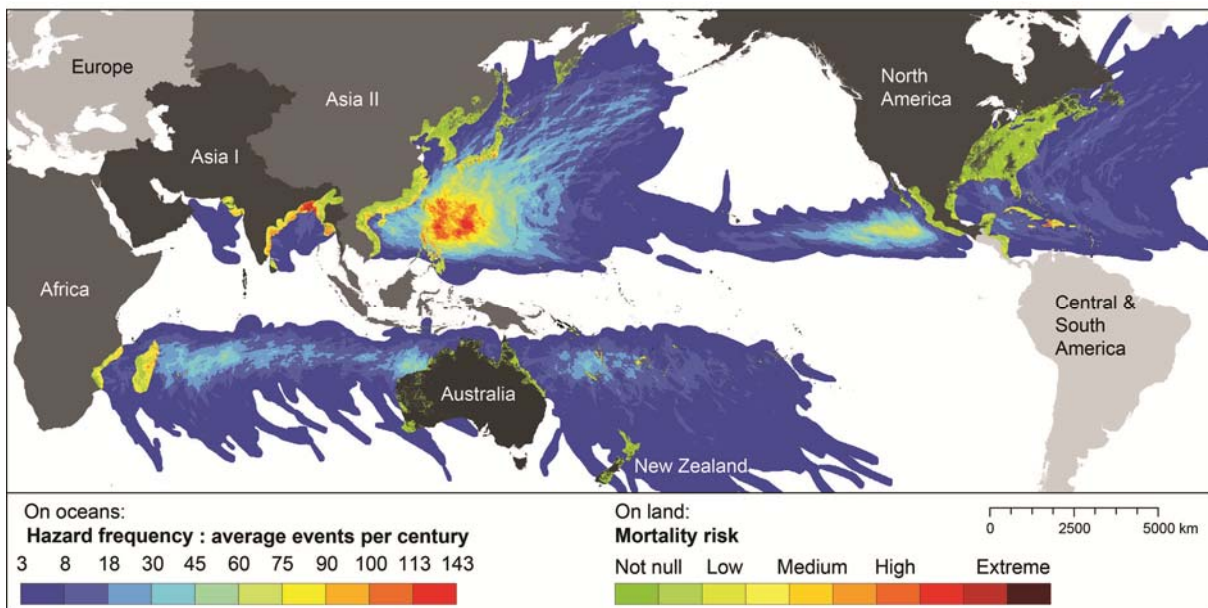 Europe
Asia II
North
America
Asia I
Africa
Central &
South
America
Australia
New Zealand
On oceans:
Hazard frequency : average events per century
3 8 18 30 45 60 75 90 100 113 143
On land:
Mortality risk
Not null Low Medium High Extreme
0 2500 5000 km